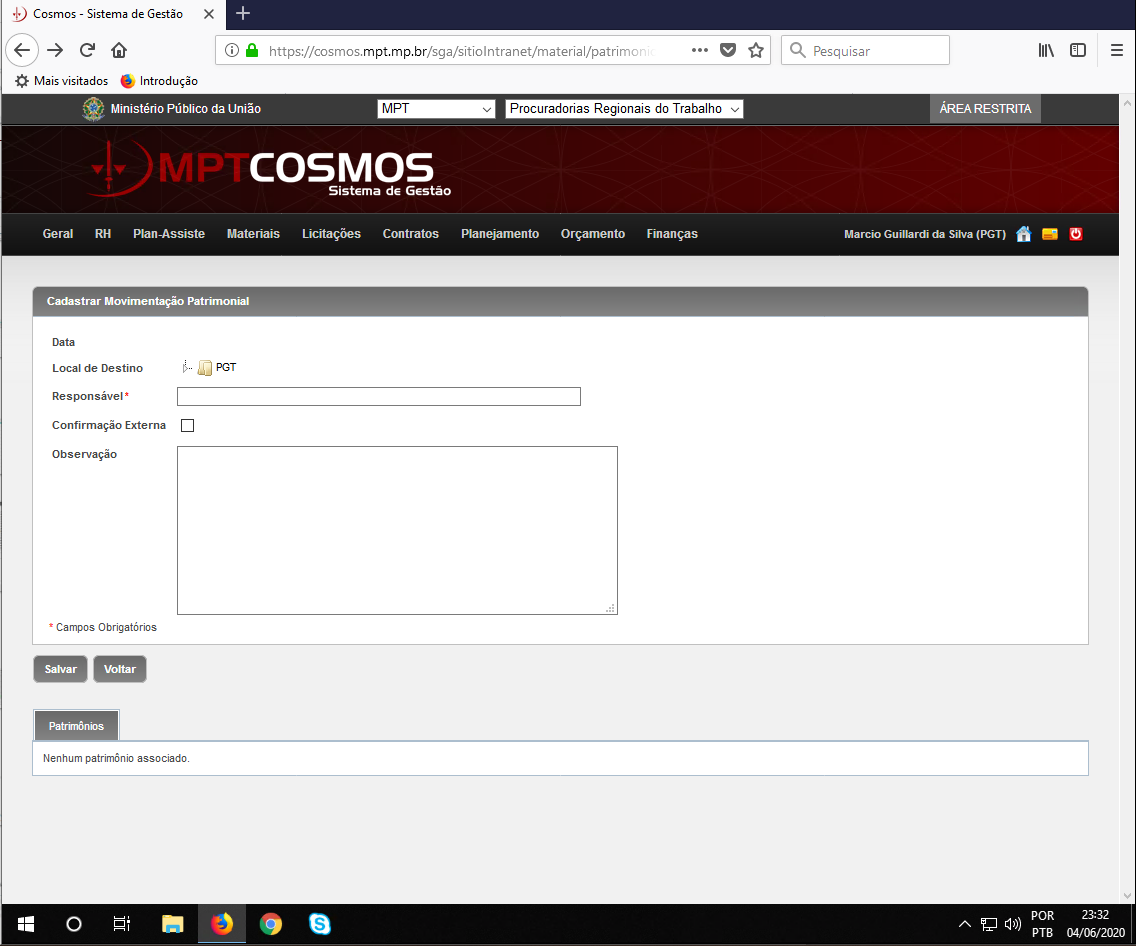 Cosmos - Sistema de Gestão
https://cosmos.mpt.mp.br/sga/sitioIntranet/material/patrimonio
Pesquisar
Mais visitados Introdução
Ministério Público da União MPT Procuradorias Regionais do Trabalho ÁREA RESTRITA
MPTCOSMOS
Sistema de Gestão
Geral RH Plan-Assiste Materiais Licitações Contratos Planejamento Orçamento Finanças Marcio Guillardi da Silva (PGT)
Cadastrar Movimentação Patrimonial
Data
Local de Destino PGT
Responsável*
Confirmação Externa
Observação
* Campos Obrigatórios
Salvar Voltar
Patrimônios
Nenhum patrimônio associado.
POR 23:32
PTB 04/06/2020